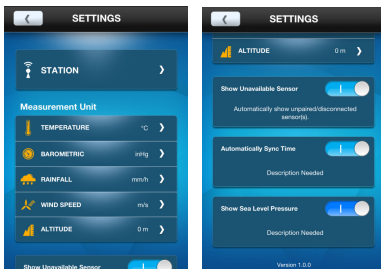 SETTINGS
STATION
Measurement Unit
TEMPERATURE °C
BAROMETRIC inHg
RAINFALL mm/h
WIND SPEED m/s
ALTITUDE 0 m
Show Unavailable Sensor
SETTINGS
ALTITUDE 0 m
Show Unavailable Sensor
Automatically show unpaired/disconnected
sensor(s).
Automatically Sync Time
Description Needed
Show Sea Level Pressure
Description Needed
Version 1.0.0